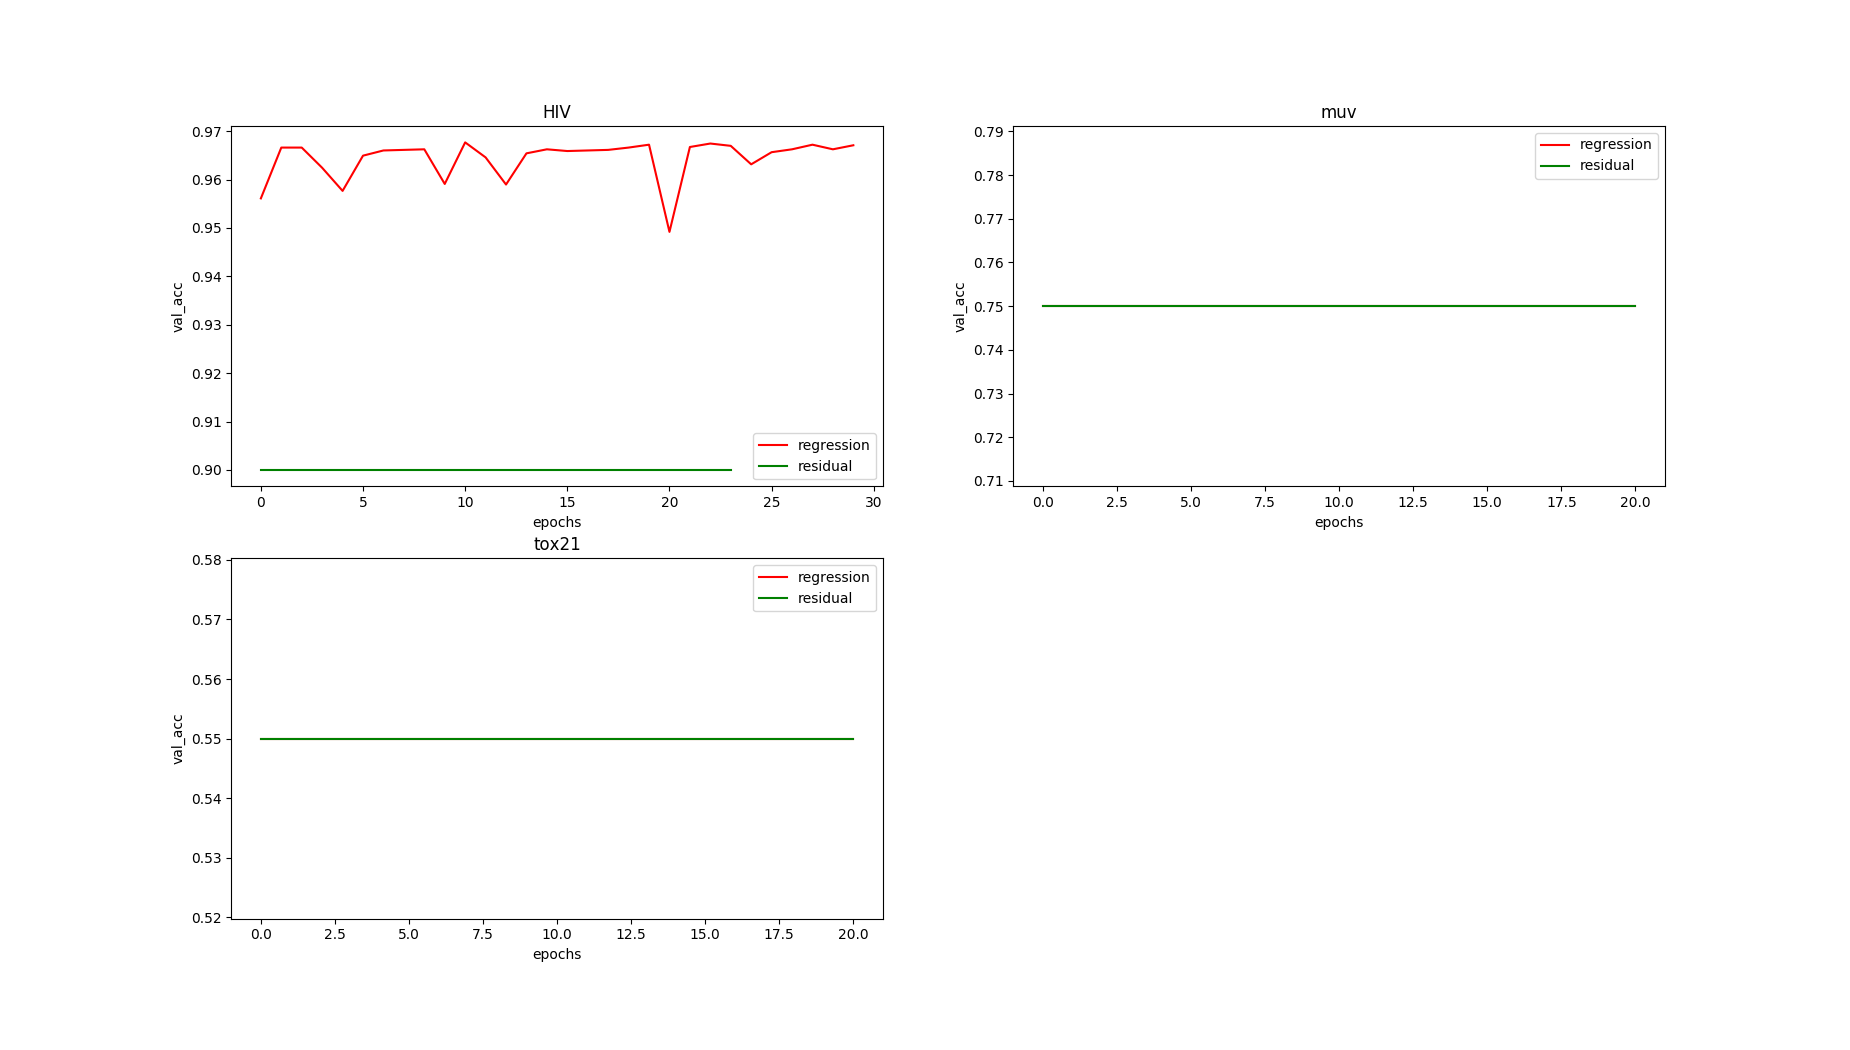 HIV
0.97
0.96
0.95
0.94
0.93
0.92
0.91
0.90
val_acc
regression
residual
0 5 10 15 20 25 30
epochs
muv
0.79
0.78
0.77
0.76
0.75
0.74
0.73
0.72
0.71
val_acc
regression
residual
0.0 2.5 5.0 7.5 10.0 12.5 15.0 17.5 20.0
epochs
tox21
0.58
0.57
0.56
0.55
0.54
0.53
0.52
val_acc
regression
residual
0.0 2.5 5.0 7.5 10.0 12.5 15.0 17.5 20.0
epochs